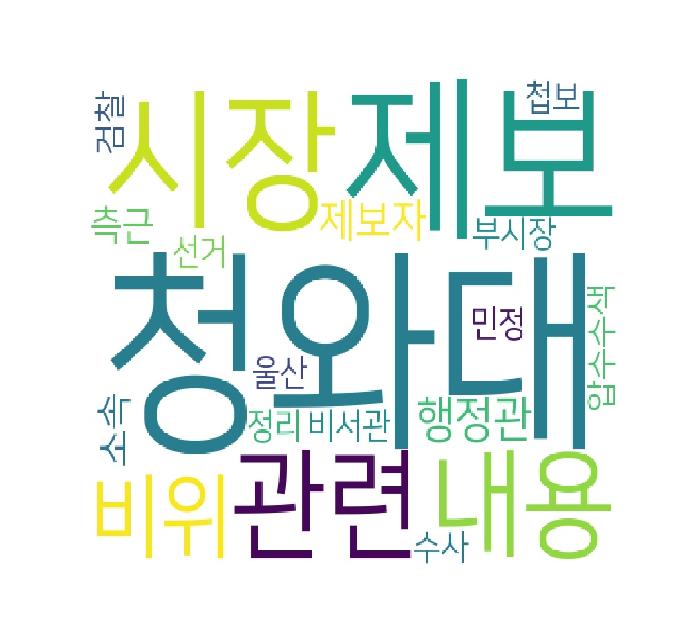 검찰
시장
제보
첩보
측근
선거
제보자
부시장
청와대
민정
압수수색
울산
소속
정리
비서관
행정관
비위
관련
내용
수사